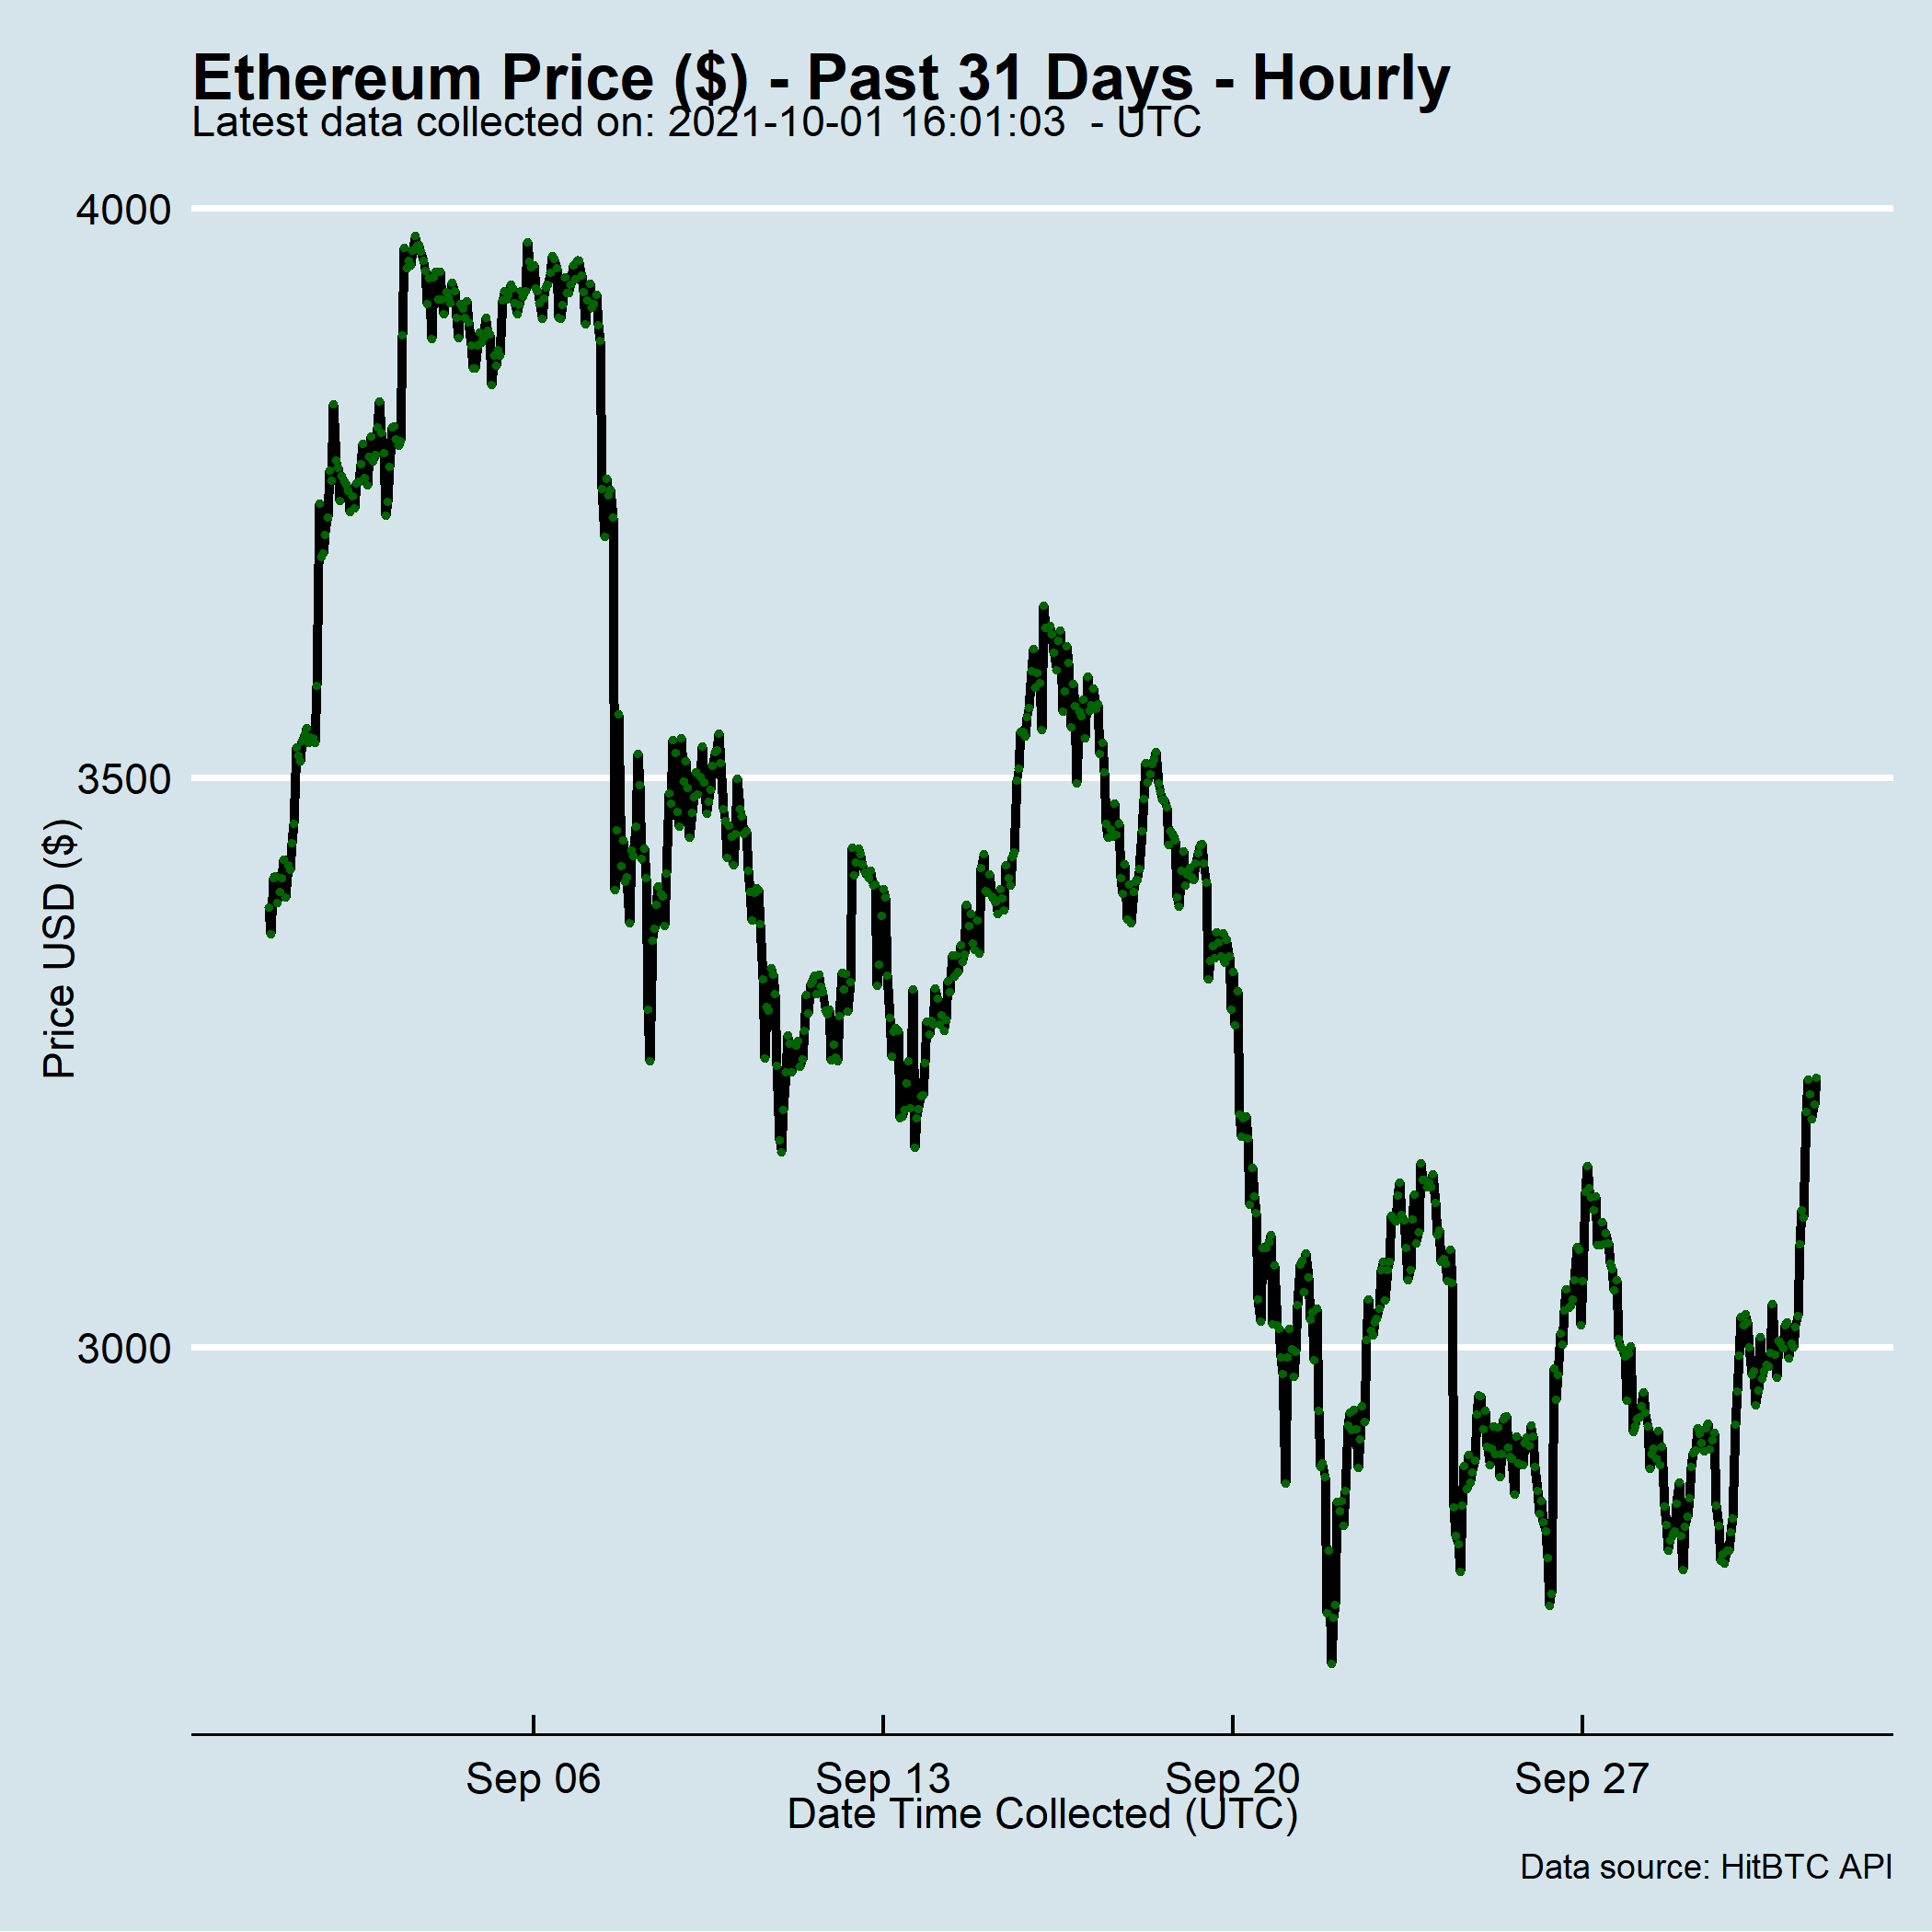 Ethereum Price ($) - Past 31 Days - Hourly
Latest data collected on: 2021-10-01 16:01:03  - UTC
4000
3500
3000
Price USD ($)
Sep 06
Sep 13
Sep 20
Sep 27
Date Time Collected (UTC)
Data source: HitBTC API